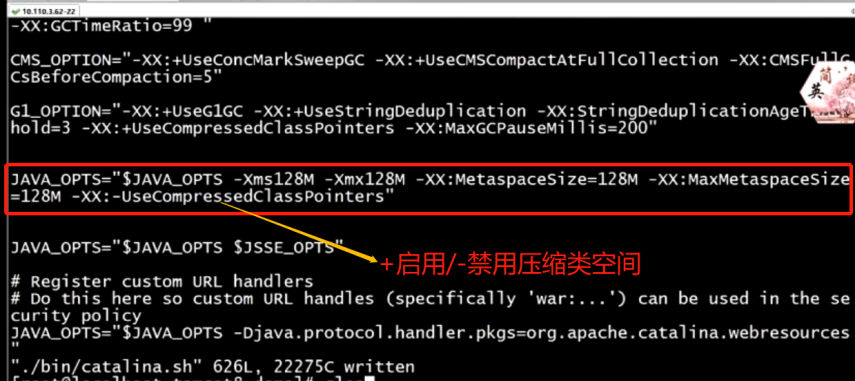 10.110.3.62-22
-XX:GCTimeRatio=99 "
CMS_OPTION="-XX:+UseConcMarkSweepGC -XX:+UseCMSCompactAtFullCollection -XX:CMSFullG
CsBeforeCompaction=5"
G1_OPTION="-XX:+UseG1GC -XX:+UseStringDeduplication -XX:StringDeduplicationAgeT
hold=3 -XX:+UseCompressedClassPointers -XX:MaxGCPauseMillis=200"
简
英
JAVA_OPTS="$JAVA_OPTS -Xms128M -Xmx128M -XX:MetaspaceSize=128M -XX:MaxMetaspaceSize
=128M -XX:-UseCompressedClassPointers"
JAVA_OPTS="$JAVA_OPTS $JSSE_OPTS"
+启用/-禁用压缩类空间
# Register custom URL handlers
# Do this here so custom URL handles (specifically 'war:...') can be used in the se
curity policy
JAVA_OPTS="$JAVA_OPTS -Djava.protocol.handler.pkgs=org.apache.catalina.webresources
"
"./bin/catalina.sh" 626L, 22275C written